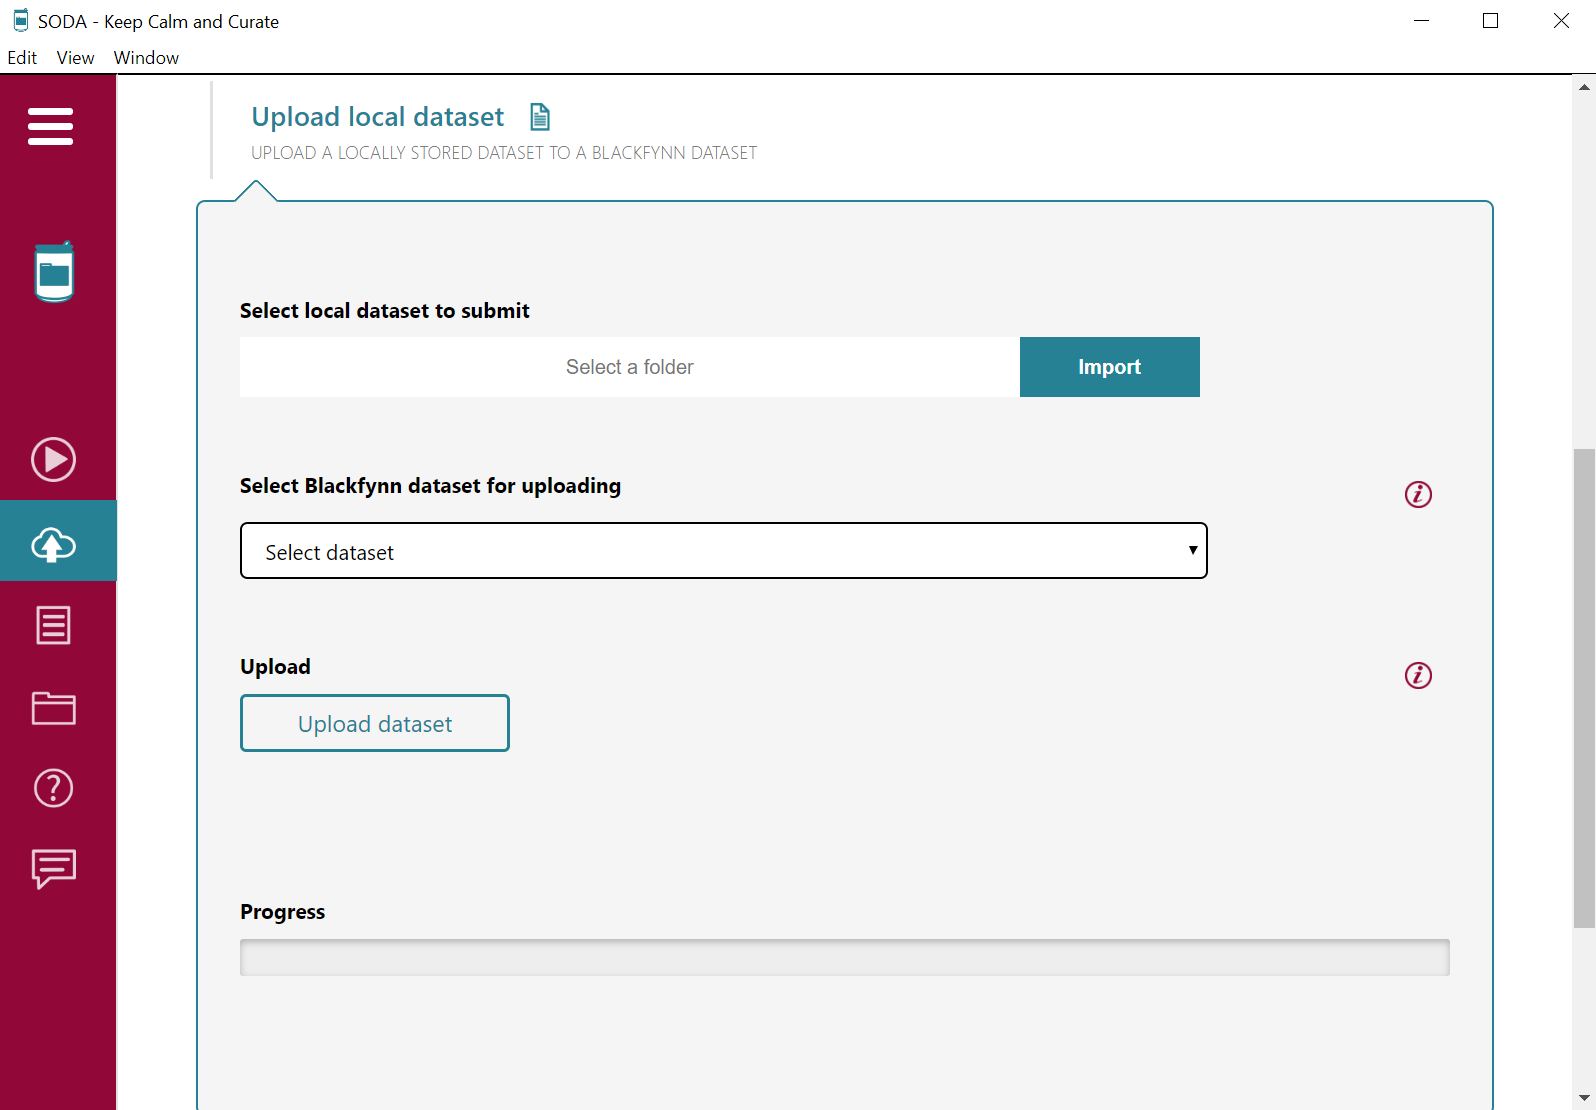 SODA - Keep Calm and Curate
Edit View Window
Upload local dataset
UPLOAD A LOCALLY STORED DATASET TO A BLACKFYNN DATASET
Select local dataset to submit
Select a folder Import
Select Blackfynn dataset for uploading
Select dataset
Upload
Upload dataset
Progress